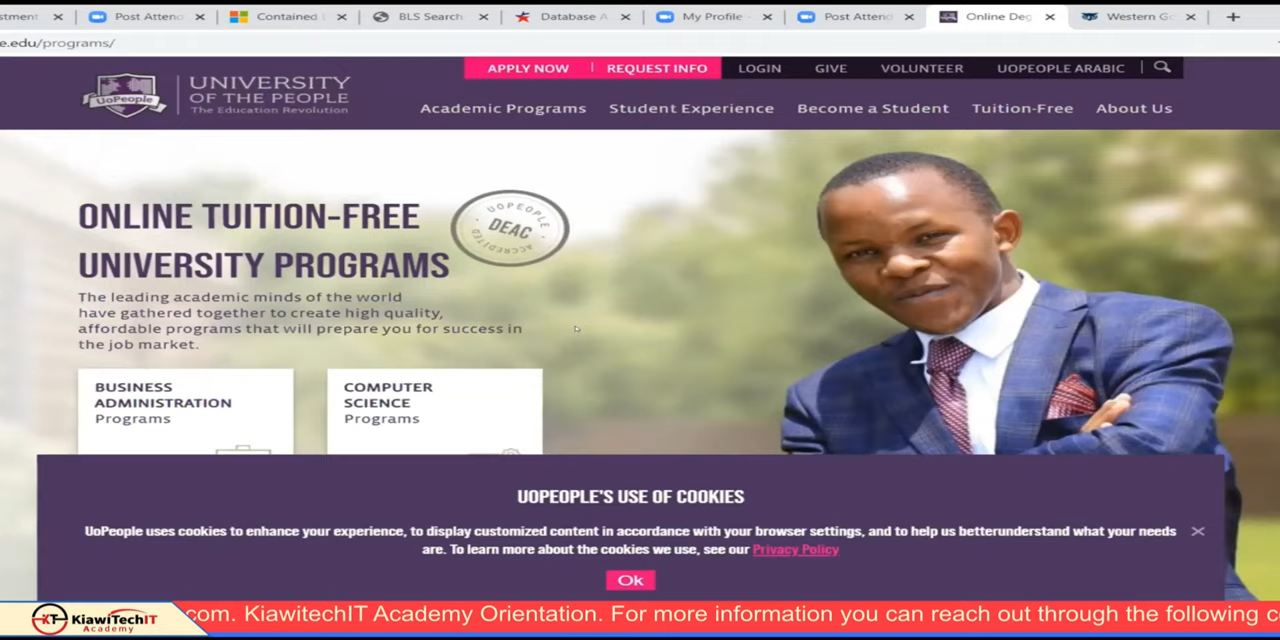 stment
Post Attend
Contained
BLS Search
Database A
My Profile
Post Attend
Online Deg
Western Go
e.edu/programs/
APPLY NOW
REQUEST INFO
LOGIN
GIVE
VOLUNTEER
UOPEOPLE ARABIC
UoPeople
UNIVERSITY
OF THE PEOPLE
The Education Revolution
Academic Programs
Student Experience
Become a Student
Tuition-Free
About Us
ONLINE TUITION-FREE
UNIVERSITY PROGRAMS
UOPEOPLE
DEAC
ACCREDITED
The leading academic minds of the world
have gathered together to create high quality,
affordable programs that will prepare you for success in
the job market.
BUSINESS
ADMINISTRATION
Programs
COMPUTER
SCIENCE
Programs
UOPEOPLE'S USE OF COOKIES
UoPeople uses cookies to enhance your experience, to display customized content in accordance with your browser settings, and to help us betterunderstand what your needs
are. To learn more about the cookies we use, see our Privacy Policy
Ok
KT KiawiTechIT
Academy
.com. KiawitechIT Academy Orientation. For more information you can reach out through the following c